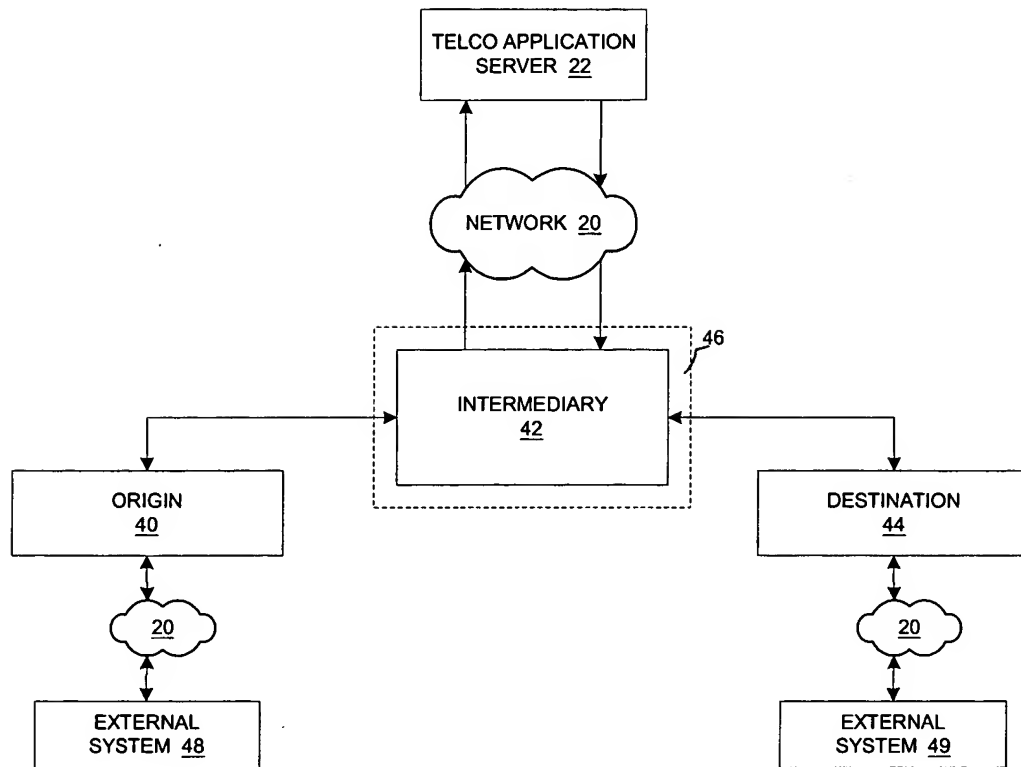 TELCO APPLICATION
SERVER 22
NETWORK 20
46
INTERMEDIARY
42
ORIGIN
40
DESTINATION
44
20
20
EXTERNAL
SYSTEM 48
EXTERNAL
SYSTEM 49